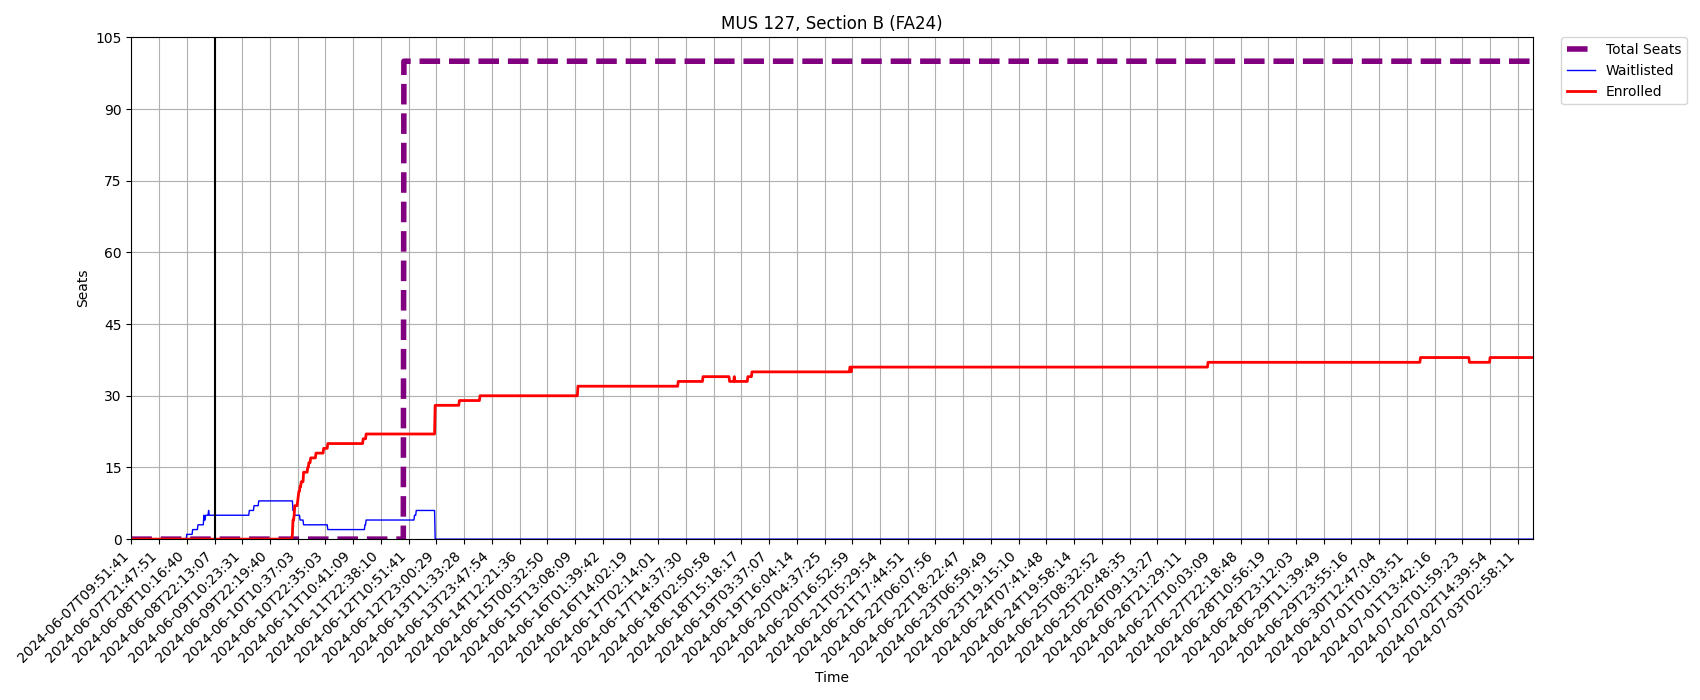 MUS 127, Section B (FA24)
Total Seats
Waitlisted
Enrolled
Seats
105
90
75
60
45
30
15
0
2024-06-07T09:51:41
2024-06-07T21:47:51
2024-06-08T10:16:40
2024-06-08T22:13:07
2024-06-09T10:23:31
2024-06-09T22:19:40
2024-06-10T10:37:03
2024-06-10T22:35:03
2024-06-11T10:41:09
2024-06-11T22:38:10
2024-06-12T10:51:41
2024-06-12T23:00:29
2024-06-13T11:33:28
2024-06-13T23:47:54
2024-06-14T12:21:36
2024-06-15T00:32:50
2024-06-15T13:08:09
2024-06-16T01:39:42
2024-06-16T14:02:19
2024-06-17T02:14:01
2024-06-17T14:37:30
2024-06-18T02:50:58
2024-06-18T15:18:17
2024-06-19T03:37:07
2024-06-19T16:04:14
2024-06-20T04:37:25
2024-06-20T16:52:59
2024-06-21T05:29:54
2024-06-21T17:44:51
2024-06-22T06:07:56
2024-06-22T18:22:47
2024-06-23T06:59:49
2024-06-23T19:15:10
2024-06-24T07:41:48
2024-06-24T19:58:14
2024-06-25T08:32:52
2024-06-25T20:48:35
2024-06-26T09:13:27
2024-06-26T21:29:11
2024-06-27T10:03:09
2024-06-27T22:18:48
2024-06-28T10:56:19
2024-06-28T23:12:03
2024-06-29T11:39:49
2024-06-29T23:55:16
2024-06-30T12:47:04
2024-07-01T01:03:51
2024-07-01T13:42:16
2024-07-02T01:59:23
2024-07-02T14:39:54
2024-07-03T02:58:11
Time